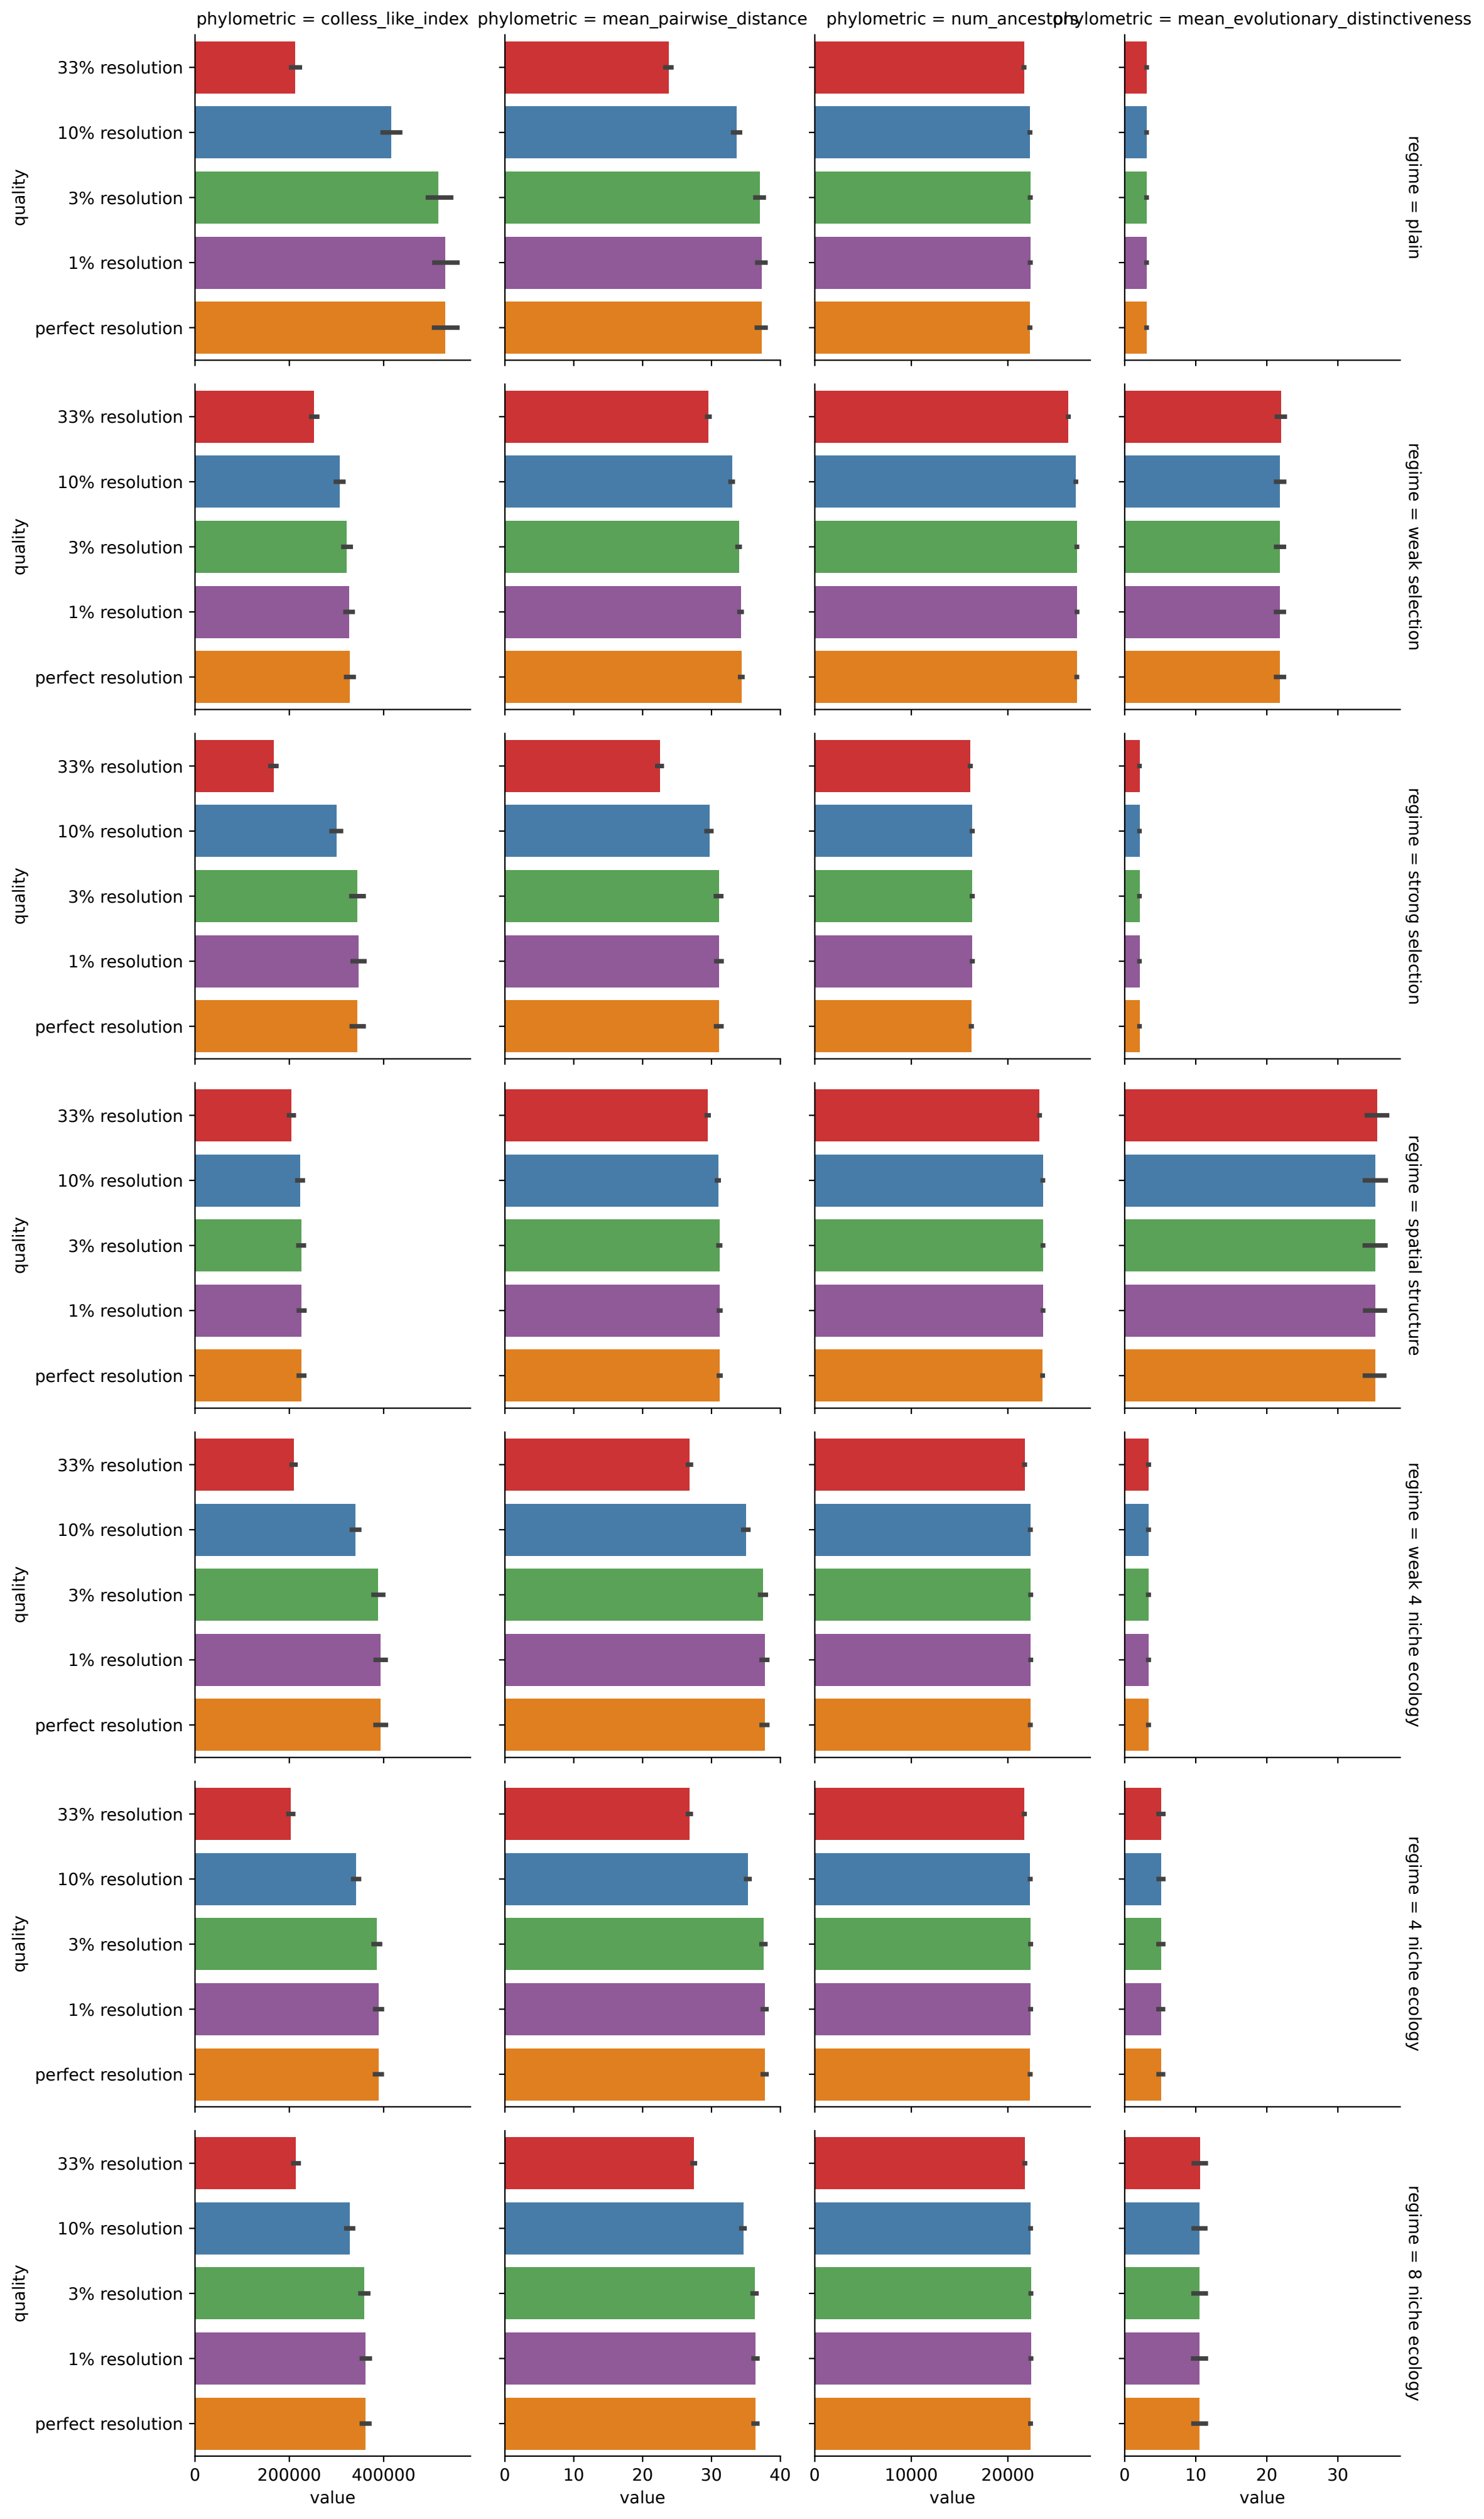 phylometric = colless_like_index
phylometric = mean_pairwise_distance
phylometric = num_ancestors
phylometric = mean_evolutionary_distinctiveness
33% resolution
10% resolution
3% resolution
1% resolution
perfect resolution
quality
regime = plain
33% resolution
10% resolution
3% resolution
1% resolution
perfect resolution
quality
regime = weak selection
33% resolution
10% resolution
3% resolution
1% resolution
perfect resolution
quality
regime = strong selection
33% resolution
10% resolution
3% resolution
1% resolution
perfect resolution
quality
regime = spatial structure
33% resolution
10% resolution
3% resolution
1% resolution
perfect resolution
quality
regime = weak 4 niche ecology
33% resolution
10% resolution
3% resolution
1% resolution
perfect resolution
quality
regime = 4 niche ecology
33% resolution
10% resolution
3% resolution
1% resolution
perfect resolution
quality
regime = 8 niche ecology
0 200000 400000
value
0 10 20 30 40
value
0 10000 20000
value
0 10 20 30
value